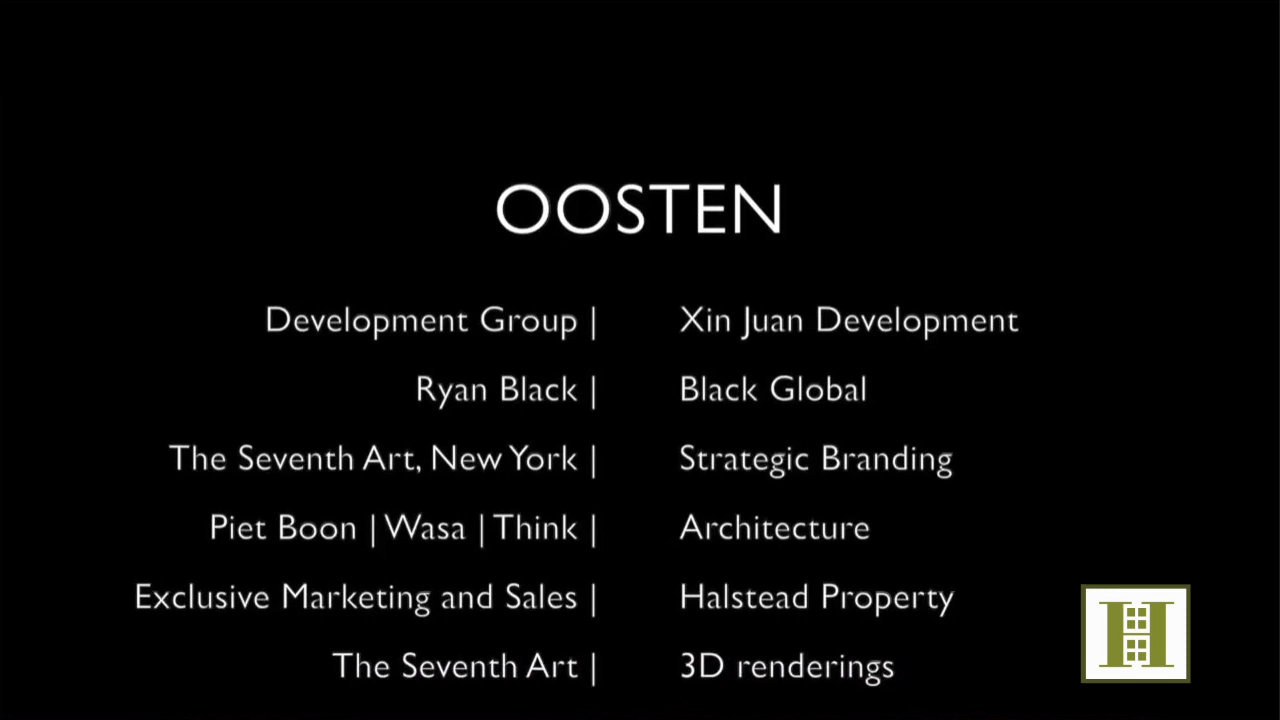 OOSTEN
Development Group | Xin Juan Development
Ryan Black | Black Global
The Seventh Art, New York | Strategic Branding
Piet Boon | Wasa | Think | Architecture
Exclusive Marketing and Sales | Halstead Property
The Seventh Art | 3D renderings
H